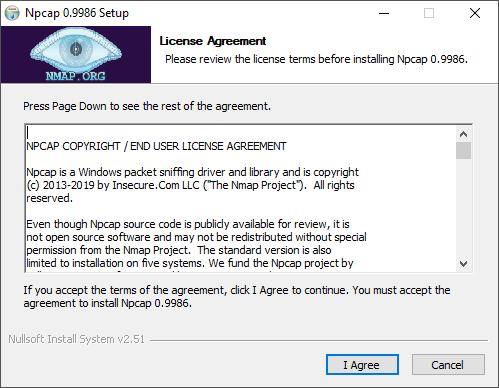 Npcap 0.9986 Setup
License Agreement
Please review the license terms before installing Npcap 0.9986.
NMAP.ORG
Press Page Down to see the rest of the agreement.
NPCAP COPYRIGHT / END USER LICENSE AGREEMENT
Npcap is a Windows packet sniffing driver and library and is copyright
(c) 2013-2019 by Insecure.Com LLC ("The Nmap Project"). All rights
reserved.
Even though Npcap source code is publicly available for review, it is
not open source software and may not be redistributed without special
permission from the Nmap Project. The standard version is also
limited to installation on five systems. We fund the Npcap project by
If you accept the terms of the agreement, click I Agree to continue. You must accept the
agreement to install Npcap 0.9986.
Nullsoft Install System v2.51
I Agree
Cancel